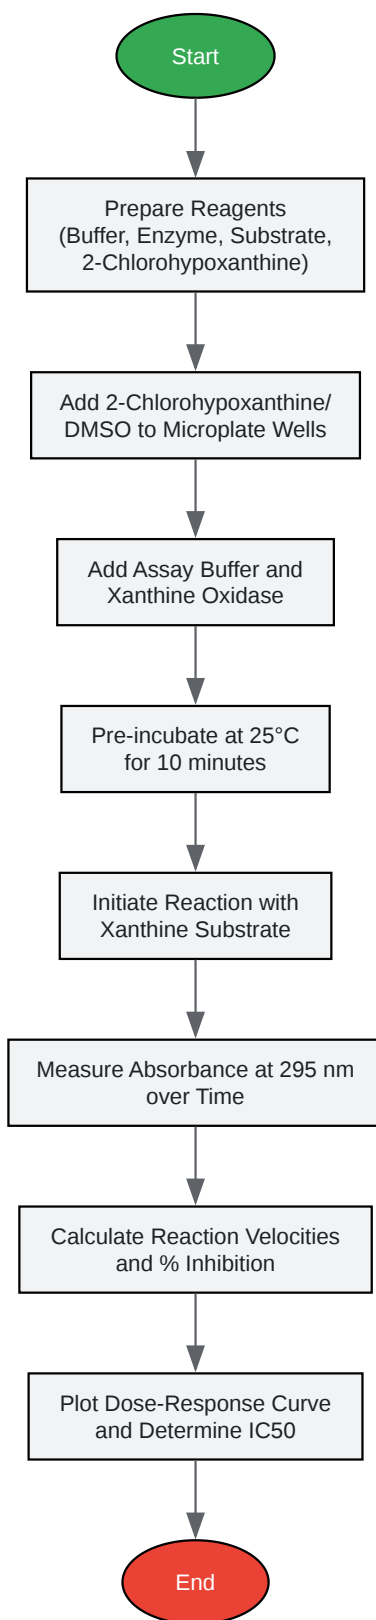 Start
Prepare Reagents
(Buffer, Enzyme, Substrate,
2-Chlorohypoxanthine)
Add 2-Chlorohypoxanthine/
DMSO to Microplate Wells
Add Assay Buffer and
Xanthine Oxidase
Pre-incubate at 25°C
for 10 minutes
Initiate Reaction with
Xanthine Substrate
Measure Absorbance at 295 nm
over Time
Calculate Reaction Velocities
and % Inhibition
Plot Dose-Response Curve
and Determine IC50
End